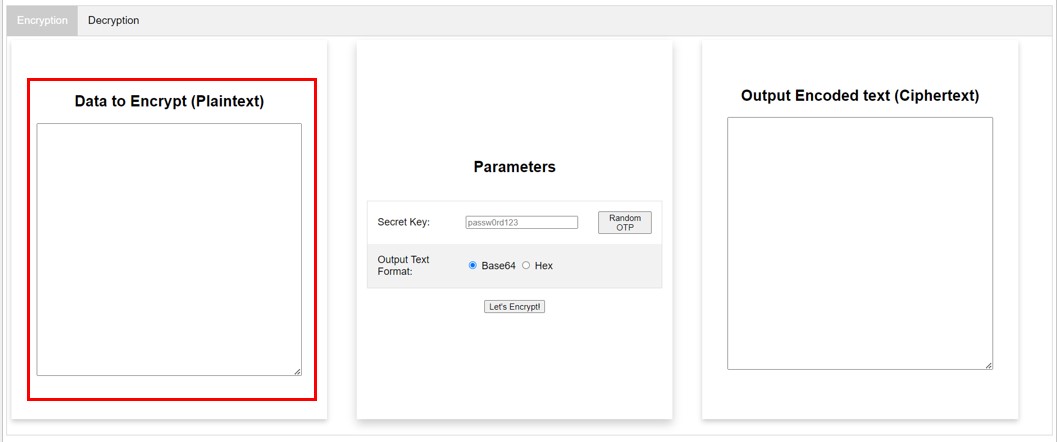 Encryption
Decryption
Data to Encrypt (Plaintext)
Parameters
Secret Key:
passw0rd123
Random
OTP
Output Text
Format:
Base64
Hex
Let's Encrypt!
Output Encoded text (Ciphertext)